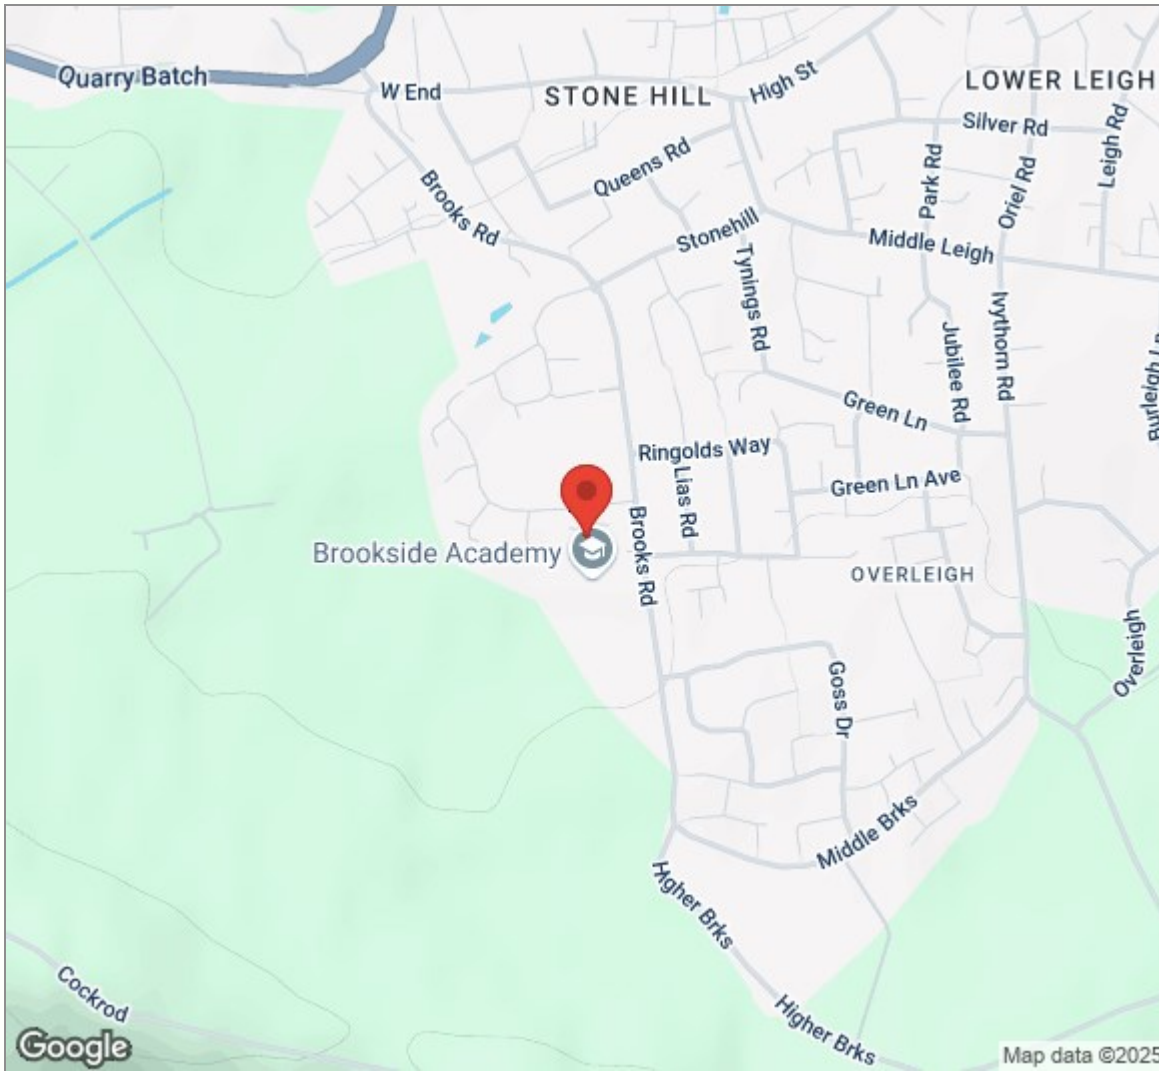 Quarry Batch
W End
STONE HILL
High St
LOWER LEIGH
Silver Rd
Leigh Rd
Queens Rd
Park Rd
Oriel Rd
Brooks Rd
Stonehill
Middle Leigh
Tynings Rd
Ivythorn Rd
Jubilee Rd
Burleigh Ln
Green Ln
Ringolds Way
Lias Rd
Green Ln Ave
Brooks Rd
Brookside Academy
OVERLEIGH
Overleigh
Goss Dr
Middle Brks
Higher Brks
Cockrod
Higher Brks
Google
Map data ©2025